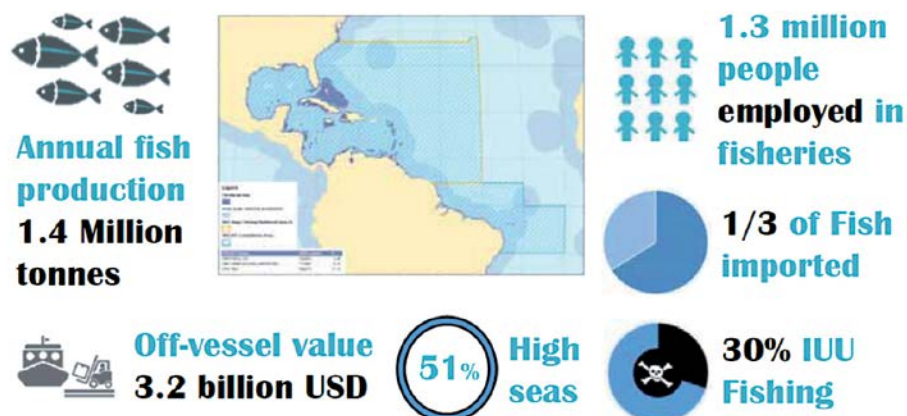 Annual fish
production
1.4 Million
tonnes
1.3 million
people
employed in
fisheries
1/3 of Fish
imported
Off-vessel value
3.2 billion USD
51%
High
seas
30% IUU
Fishing